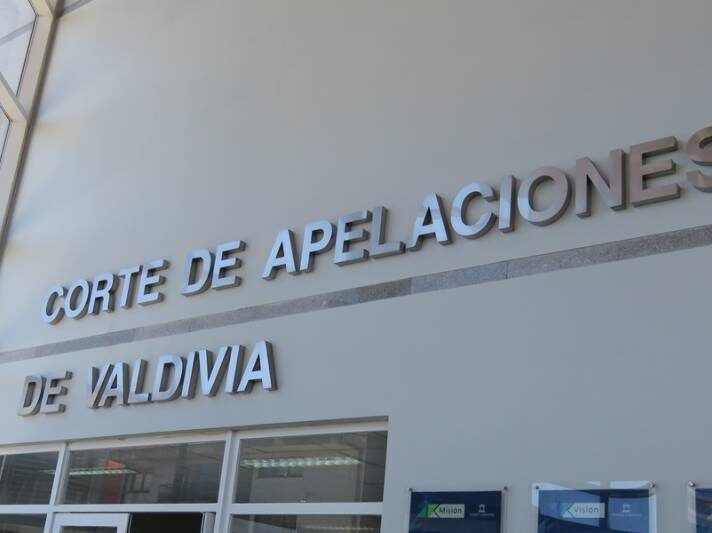 CORTE DE APELACIONES
DE VALDIVIA
Misión
Visión